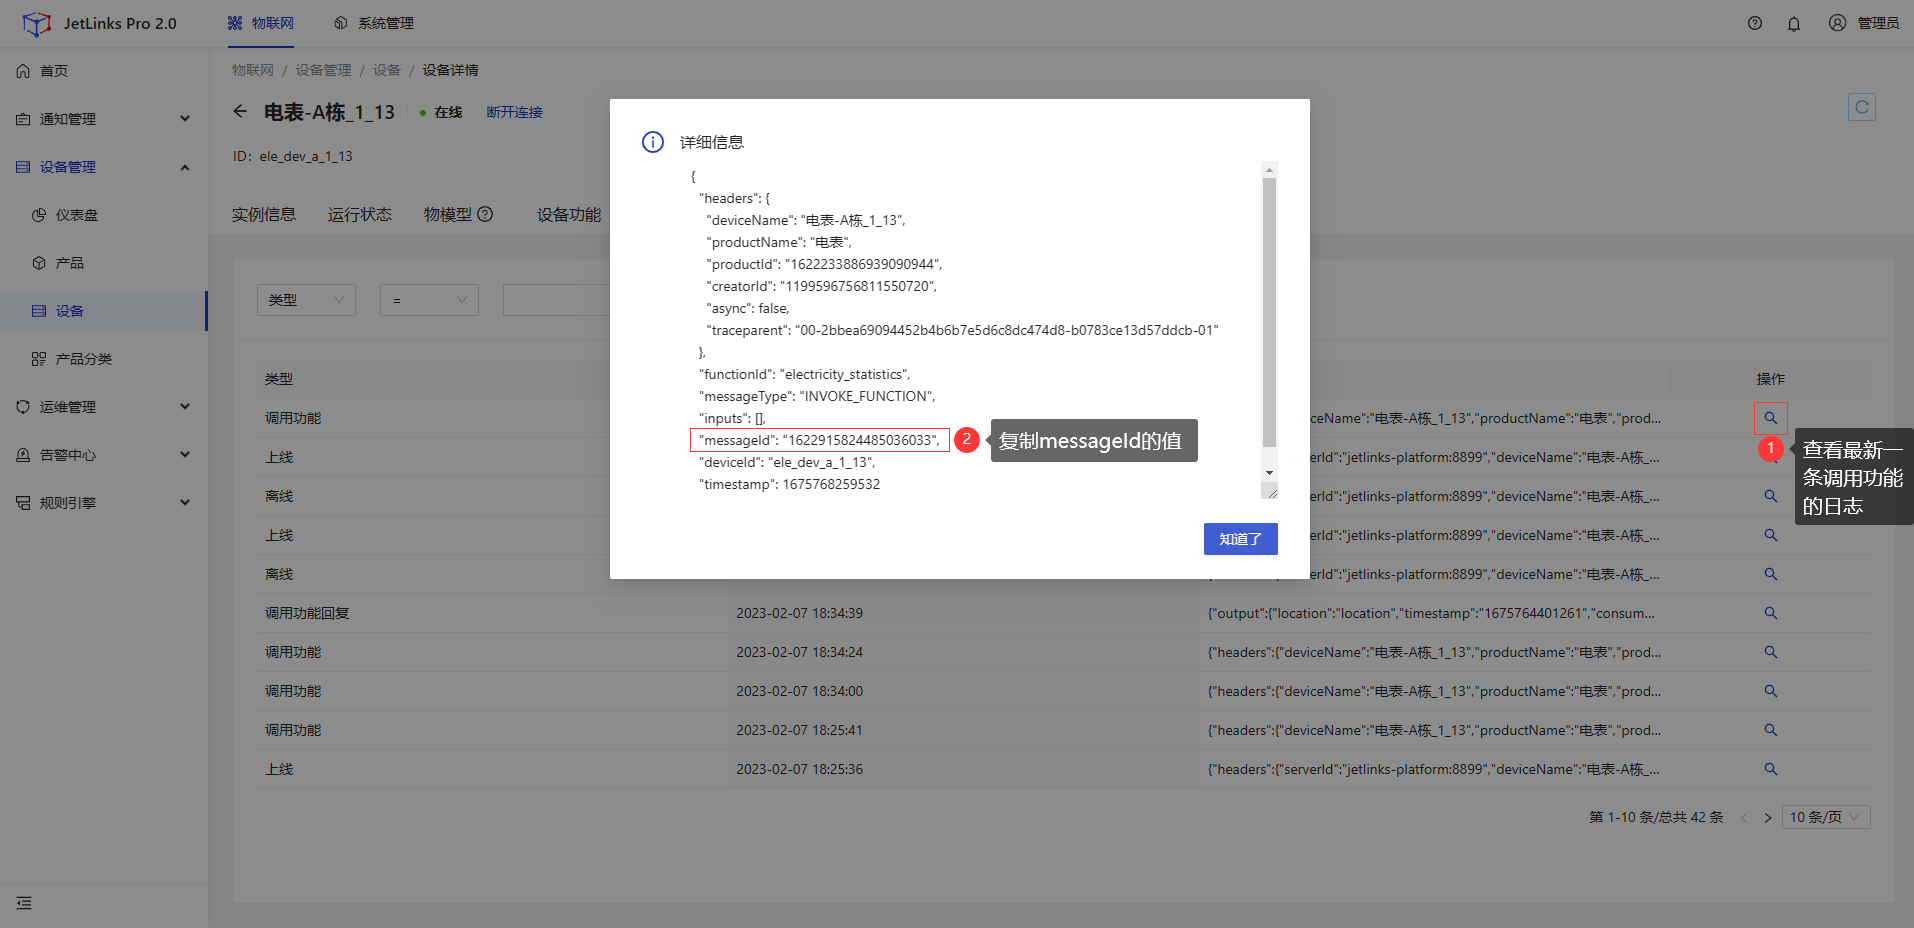 JetLinks Pro 2.0
物联网
系统管理
管理员
首页
通知管理
设备管理
仪表盘
产品
设备
产品分类
运维管理
告警中心
规则引擎
物联网 / 设备管理 / 设备 / 设备详情
电表-A栋_1_13
在线
断开连接
ID: ele_dev_a_1_13
实例信息
运行状态
物模型
设备功能
类型
=
详细信息
{
"headers": {
"deviceName": "电表-A栋_1_13",
"productName": "电表",
"productId": "1622233886939090944",
"creatorId": "1199596756811550720",
"async": false,
"traceparent": "00-2bbea69094452b4b6b7e5d6c8dc474d8-b0783ce13d57ddcb-01"
},
"functionId": "electricity_statistics",
"messageType": "INVOKE_FUNCTION",
"inputs": [],
"messageId": "1622915824485036033",
"deviceId": "ele_dev_a_1_13",
"timestamp": 1675768259532
知道了
2
复制messageId的值
1
查看最新一
条调用功能
的日志
类型
操作
调用功能
ceName":"电表-A栋_1_13","productName":"电表","prod...
上线
erId":"jetlinks-platform:8899","deviceName":"电表-A栋_...
离线
erId":"jetlinks-platform:8899","deviceName":"电表-A栋_...
上线
erId":"jetlinks-platform:8899","deviceName":"电表-A栋_...
离线
erId":"jetlinks-platform:8899","deviceName":"电表-A栋_...
调用功能回复 2023-02-07 18:34:39 {"output":{"location":"location","timestamp":"1675764401261","consum...
调用功能 2023-02-07 18:34:24 {"headers":{"deviceName":"电表-A栋_1_13","productName":"电表","prod...
调用功能 2023-02-07 18:34:00 {"headers":{"deviceName":"电表-A栋_1_13","productName":"电表","prod...
调用功能 2023-02-07 18:25:41 {"headers":{"deviceName":"电表-A栋_1_13","productName":"电表","prod...
上线 2023-02-07 18:25:36 {"headers":{"serverId":"jetlinks-platform:8899","deviceName":"电表-A栋_...
第 1-10 条/总共 42 条
10 条/页